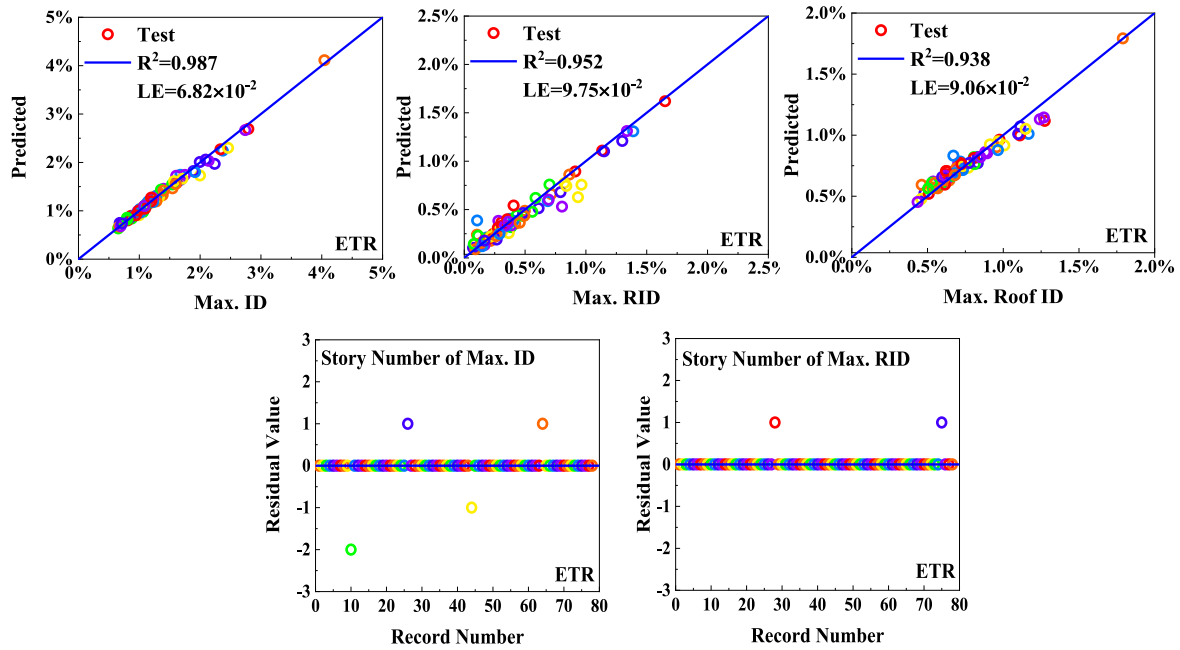 5%
4%
3%
2%
1%
0%
Predicted
Test
R²=0.987
LE=6.82×10⁻²
ETR
0% 1% 2% 3% 4% 5%
Max. ID
2.5%
2.0%
1.5%
1.0%
0.5%
0.0%
Predicted
Test
R²=0.952
LE=9.75×10⁻²
ETR
0.0% 0.5% 1.0% 1.5% 2.0% 2.5%
Max. RID
2.0%
1.5%
1.0%
0.5%
0.0%
Predicted
Test
R²=0.938
LE=9.06×10⁻²
ETR
0.0% 0.5% 1.0% 1.5% 2.0%
Max. Roof ID
3
2
1
0
-1
-2
-3
Residual Value
Story Number of Max. ID
ETR
0 10 20 30 40 50 60 70 80
Record Number
3
2
1
0
-1
-2
-3
Residual Value
Story Number of Max. RID
ETR
0 10 20 30 40 50 60 70 80
Record Number